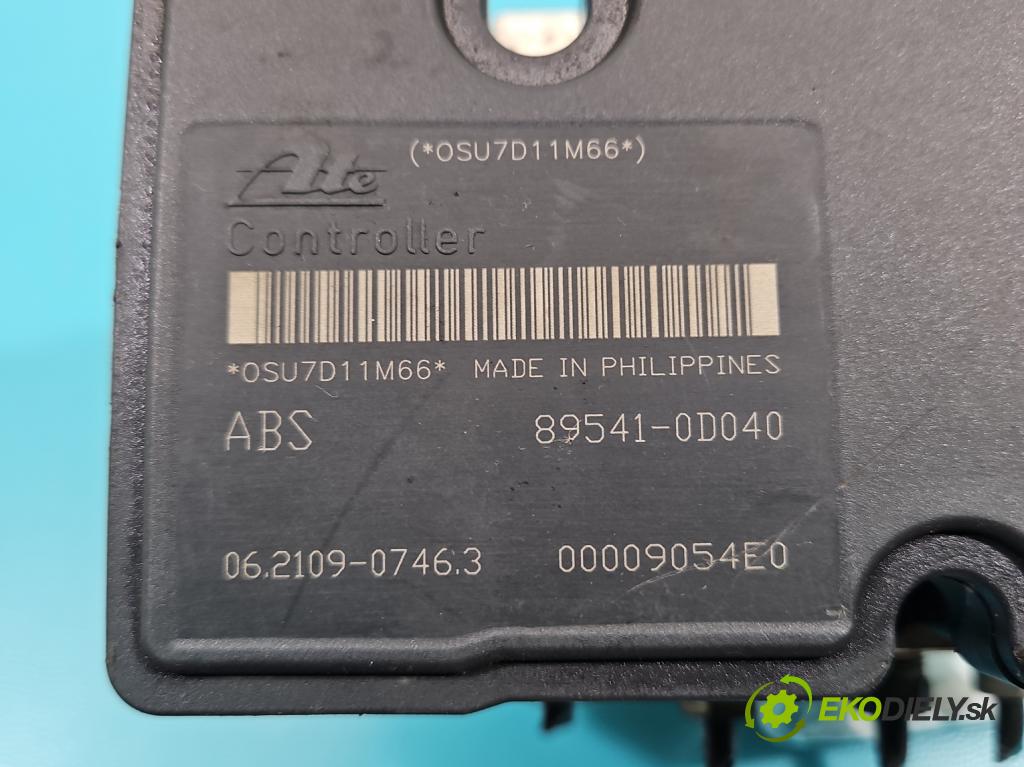 (*OSU7D11M66*)
Ate
Controller
*OSU7D11M66* MADE IN PHILIPPINES
ABS 89541-0D040
06.2109-0746.3 00009054E0
EKODIELY.sk